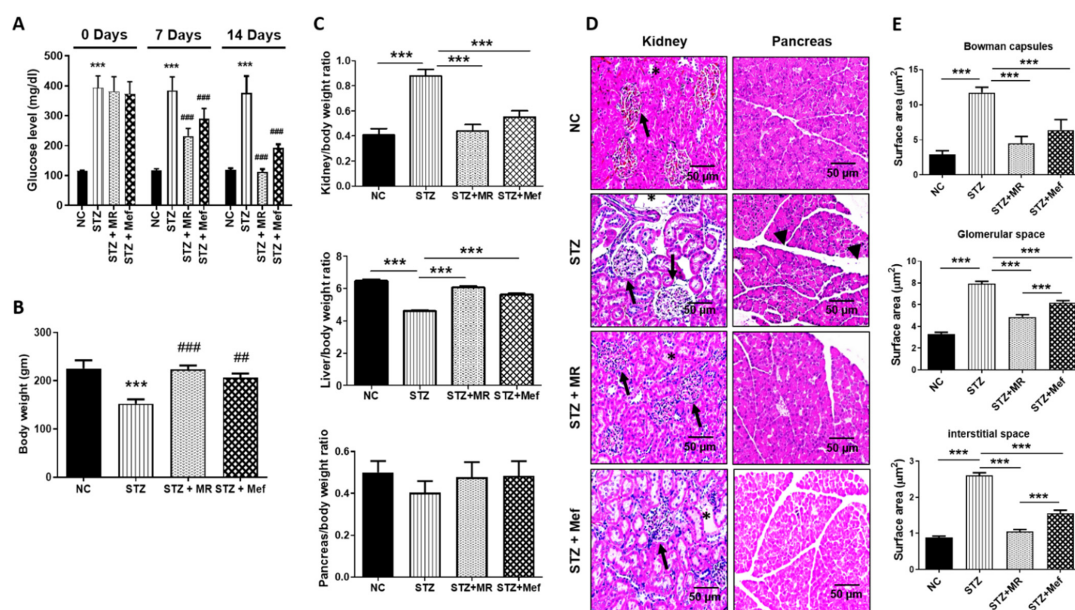 A
0 Days 7 Days 14 Days
Glucose level (mg/dl)
500
400
300
200
100
0
***
***
###
###
***
###
###
NC
STZ
STZ + MR
STZ + Mef
NC
STZ
STZ + MR
STZ + Mef
NC
STZ
STZ + MR
STZ + Mef
B
Body weight (gm)
300
200
100
0
***
###
##
NC STZ STZ + MR STZ + Mef
C
Kidney/body weight ratio
1.0
0.8
0.6
0.4
0.2
0.0
***
***
***
NC STZ STZ+MR STZ+Mef
Liver/body weight ratio
8
6
4
2
0
***
***
***
NC STZ STZ+MR STZ+Mef
Pancreas/body weight ratio
0.6
0.4
0.2
0.0
NC STZ STZ+MR STZ+Mef
D
Kidney Pancreas
NC
*
50 µm 50 µm
STZ
*
50 µm 50 µm
STZ + MR
*
50 µm 50 µm
STZ + Mef
*
50 µm 50 µm
E
Bowman capsules
Surface area (µm²)
15
10
5
0
***
***
***
NC STZ STZ+MR STZ+Mef
Glomerular space
Surface area (µm²)
10
8
6
4
2
0
***
***
***
***
NC STZ STZ+MR STZ+Mef
interstitial space
Surface area (µm²)
3
2
1
0
***
***
***
***
NC STZ STZ+MR STZ+Mef